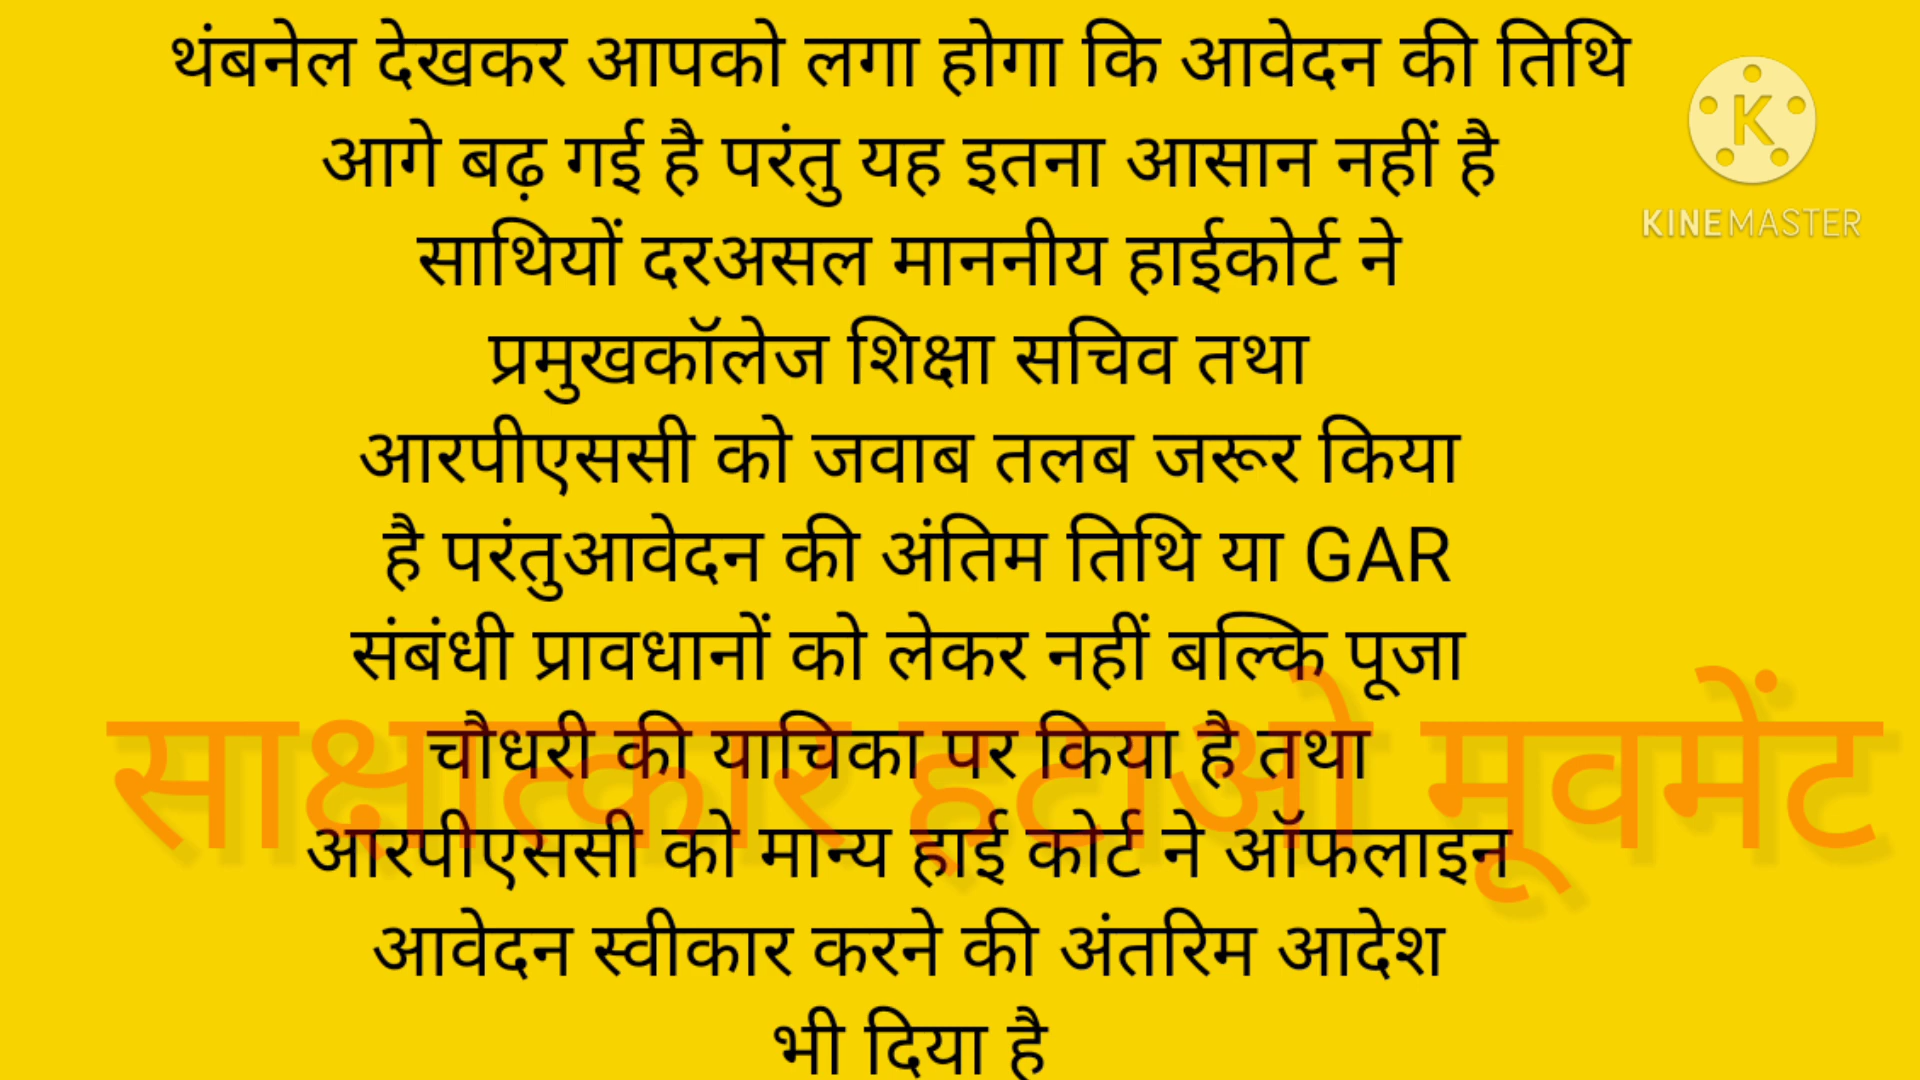 थंबनेल देखकर आपको लगा होगा कि आवेदन की तिथि
आगे बढ़ गई है परंतु यह इतना आसान नहीं है
साथियों दरअसल माननीय हाईकोर्ट ने
प्रमुखकॉलेज शिक्षा सचिव तथा
आरपीएससी को जवाब तलब जरूर किया
है परंतुआवेदन की अंतिम तिथि या GAR
संबंधी प्रावधानों को लेकर नहीं बल्कि पूजा
चौधरी की याचिका पर किया है तथा
आरपीएससी को मान्य हाई कोर्ट ने ऑफलाइन
आवेदन स्वीकार करने की अंतरिम आदेश
भी दिया है
साक्षात्कार हटाओ मूवमेंट
K
KINEMASTER